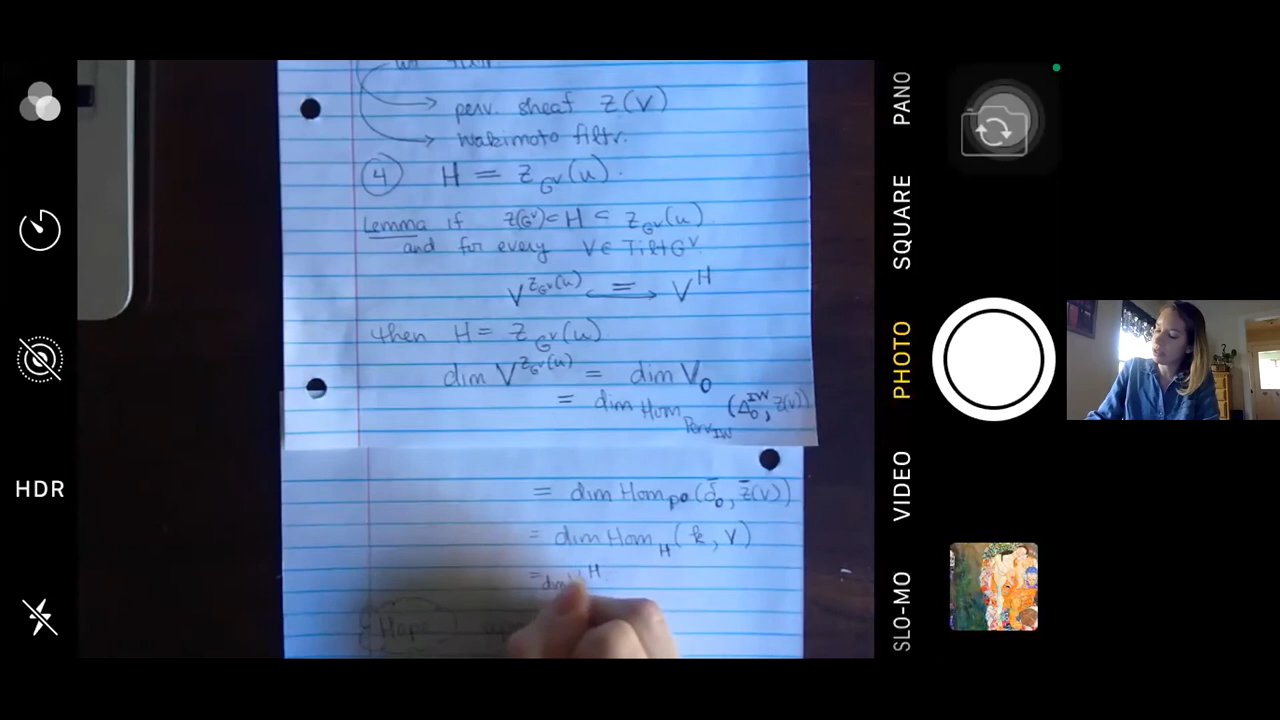 perv. sheaf Z(V)
wakimoto filtr.
④ H = Z_{G^∨}(u).
Lemma if Z(G^∨) ⊂ H ⊂ Z_{G^∨}(u)
and for every V ∈ Tilt G^∨
V^{Z_{G^∨}(u)} = V^H
then H = Z_{G^∨}(u)
dim V^{Z_{G^∨}(u)} = dim V_0
= dim Hom_{Perv_{IW}} (Δ_0^{IW}, Z(V))
= dim Hom_{P^0} (δ̄_0, Z̄(V))
= dim Hom_H (k, V)
= dim V^H
Hope
HDR
PANO
SQUARE
PHOTO
VIDEO
SLO-MO